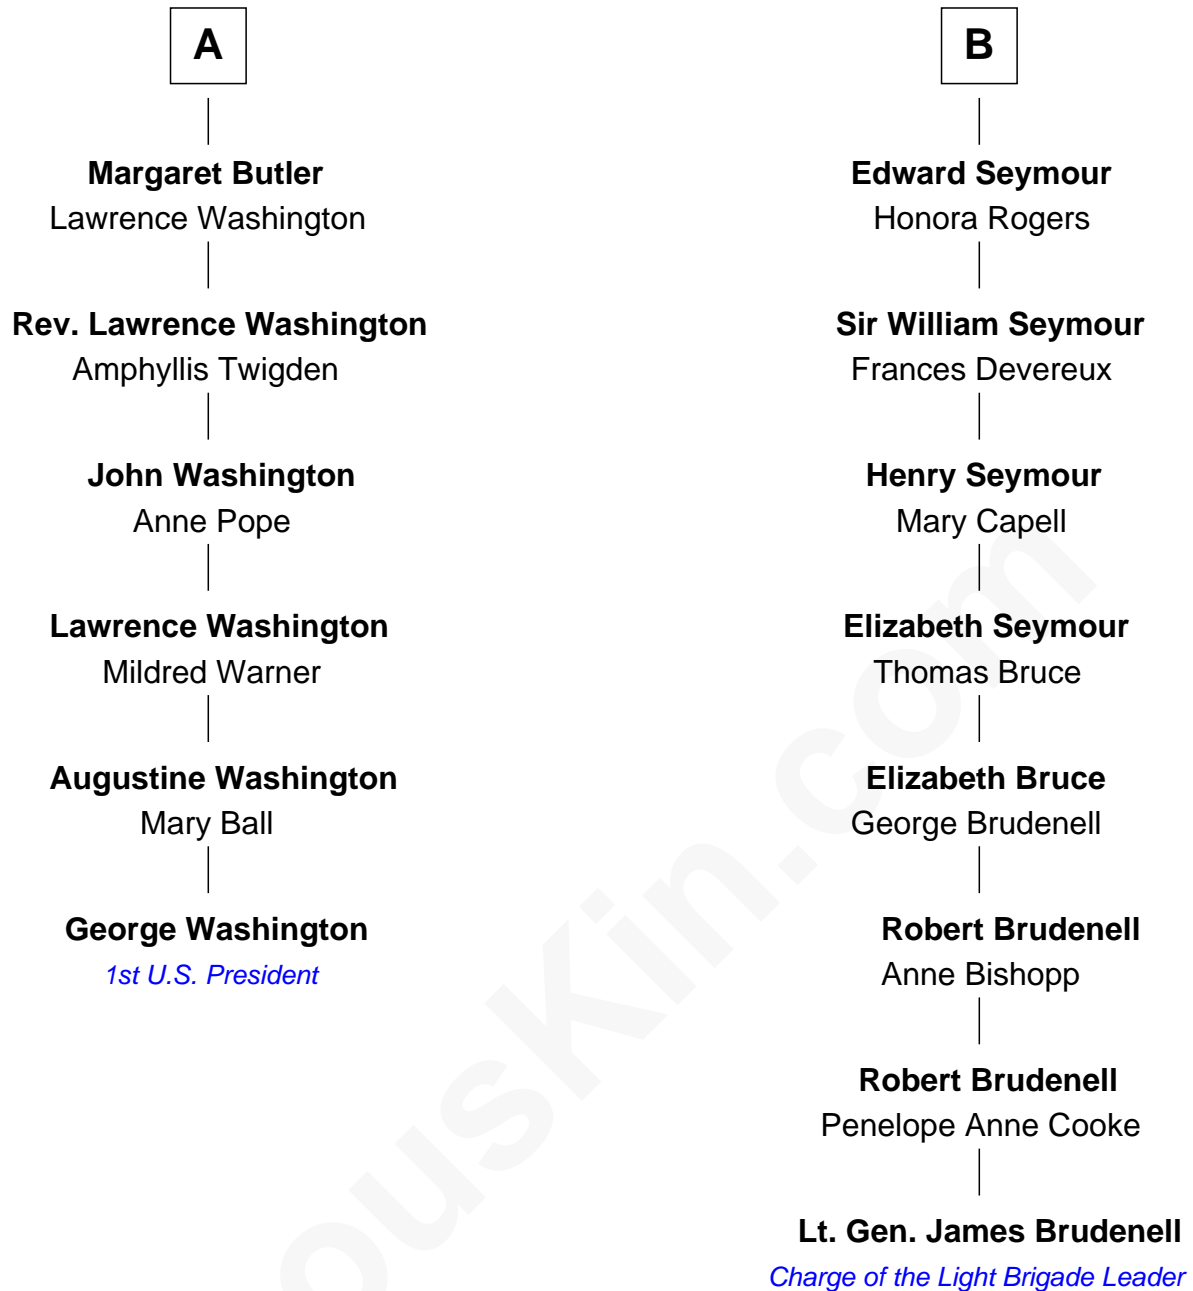 A
Margaret Butler
Lawrence Washington
Rev. Lawrence Washington
Amphyllis Twigden
John Washington
Anne Pope
Lawrence Washington
Mildred Warner
Augustine Washington
Mary Ball
George Washington
1st U.S. President
B
Edward Seymour
Honora Rogers
Sir William Seymour
Frances Devereux
Henry Seymour
Mary Capell
Elizabeth Seymour
Thomas Bruce
Elizabeth Bruce
George Brudenell
Robert Brudenell
Anne Bishopp
Robert Brudenell
Penelope Anne Cooke
Lt. Gen. James Brudenell
Charge of the Light Brigade Leader
ousKin.com